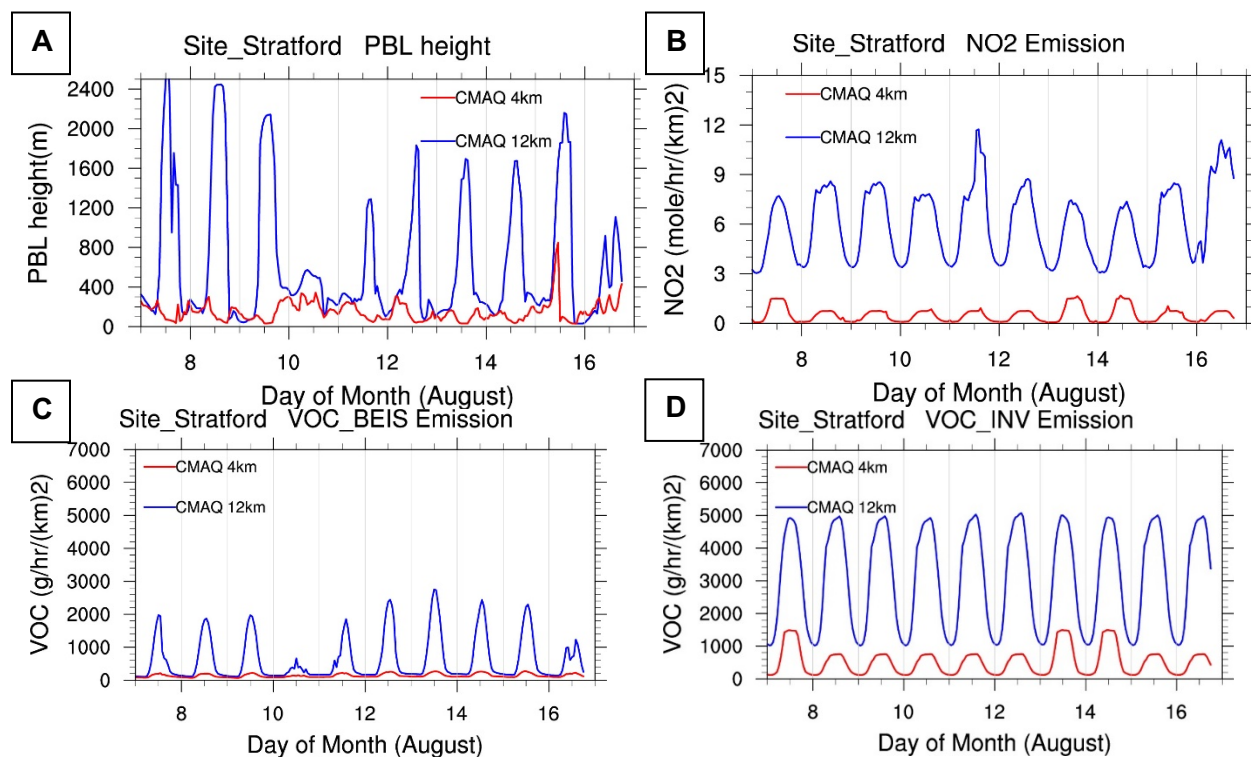 A
Site_Stratford PBL height
PBL height(m)
2400
2000
1600
1200
800
400
0
CMAQ 4km
CMAQ 12km
8 10 12 14 16
Day of Month (August)
B
Site_Stratford NO2 Emission
NO2 (mole/hr/(km)2)
15
12
9
6
3
0
CMAQ 4km
CMAQ 12km
8 10 12 14 16
Day of Month (August)
C
Site_Stratford VOC_BEIS Emission
VOC (g/hr/(km)2)
7000
6000
5000
4000
3000
2000
1000
0
CMAQ 4km
CMAQ 12km
8 10 12 14 16
Day of Month (August)
D
Site_Stratford VOC_INV Emission
VOC (g/hr/(km)2)
7000
6000
5000
4000
3000
2000
1000
0
CMAQ 4km
CMAQ 12km
8 10 12 14 16
Day of Month (August)